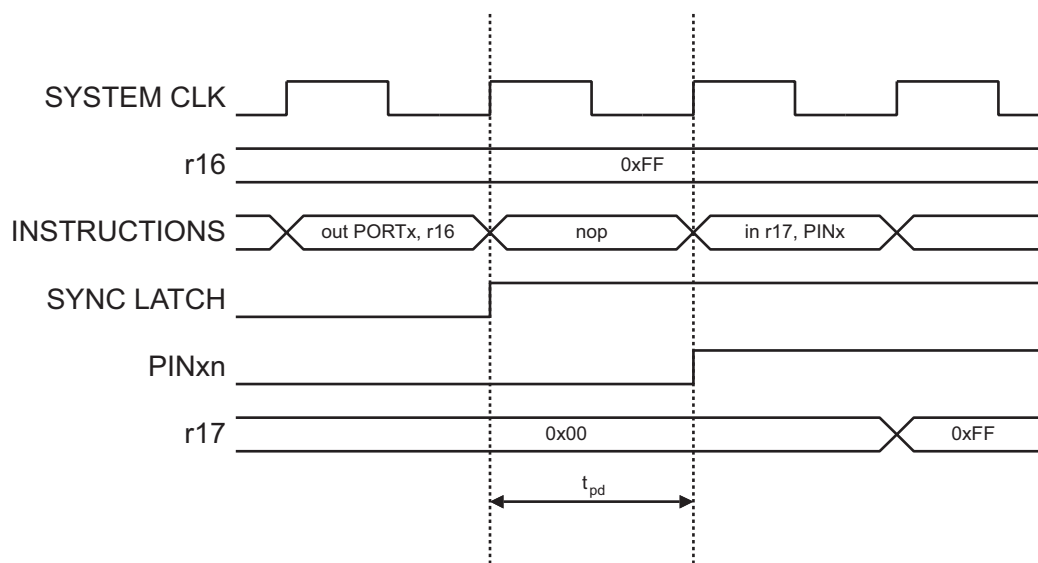 SYSTEM CLK
r16
0xFF
INSTRUCTIONS
out PORTx, r16
nop
in r17, PINx
SYNC LATCH
PINxn
r17
0x00
0xFF
tpd